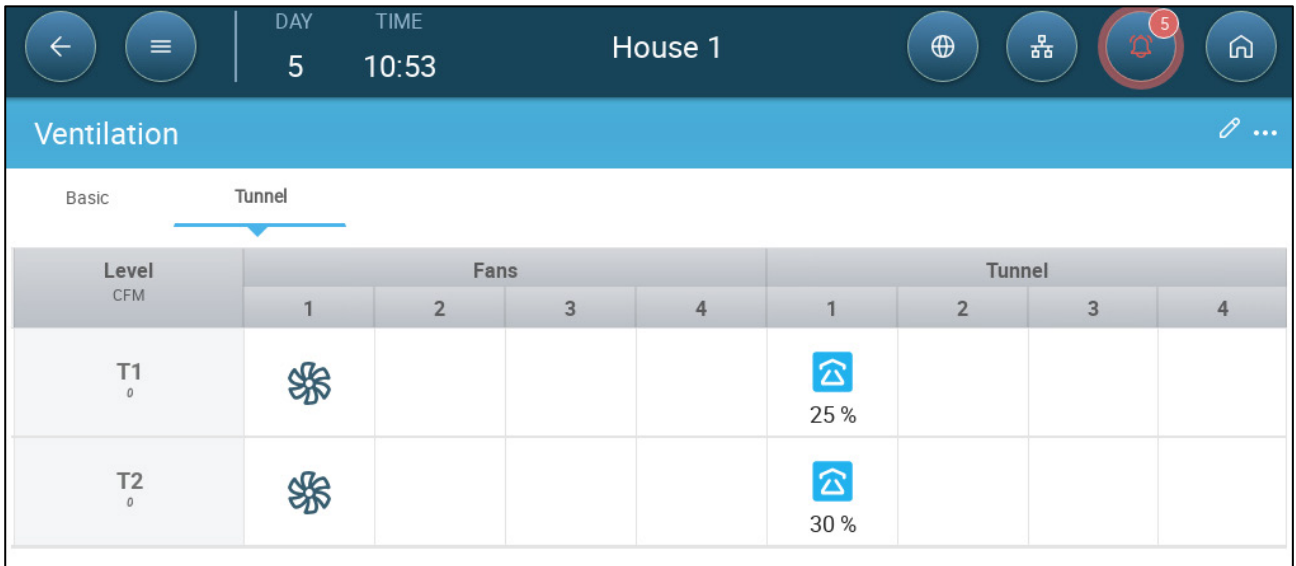 DAY TIME
5 10:53 House 1 5
Ventilation
Basic Tunnel
Level Fans Tunnel
CFM 1 2 3 4 1 2 3 4
T1
0
25 %
T2
0
30 %